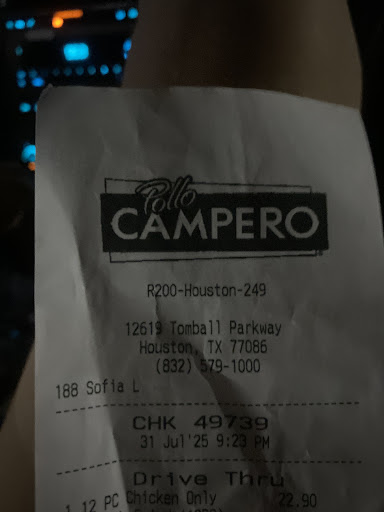 Pollo
CAMPERO
R200-Houston-249
12619 Tomball Parkway
Houston, TX 77086
(832) 579-1000
188 Sofia L
CHK 49739
31 Jul'25 9:23 PM
Drive Thru
1 12 PC Chicken Only 22.90